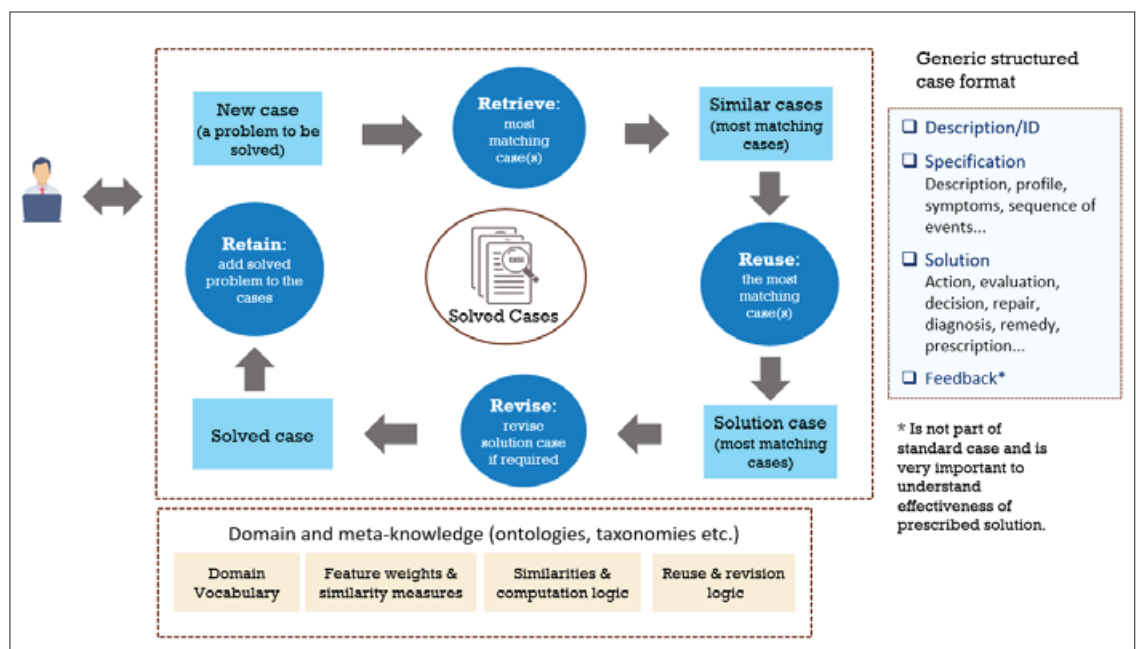 New case
(a problem to be
solved)
Retrieve:
most
matching
case(s)
Similar cases
(most matching
cases)
Retain:
add solved
problem to the
cases
CASE
Solved Cases
Reuse:
the most
matching
case(s)
Solved case
Revise:
revise
solution case
if required
Solution case
(most matching
cases)
Generic structured
case format
Description/ID
Specification
Description, profile,
symptoms, sequence of
events...
Solution
Action, evaluation,
decision, repair,
diagnosis, remedy,
prescription...
Feedback*
* Is not part of
standard case and is
very important to
understand
effectiveness of
prescribed solution.
Domain and meta-knowledge (ontologies, taxonomies etc.)
Domain
Vocabulary
Feature weights &
similarity measures
Similarities &
computation logic
Reuse & revision
logic